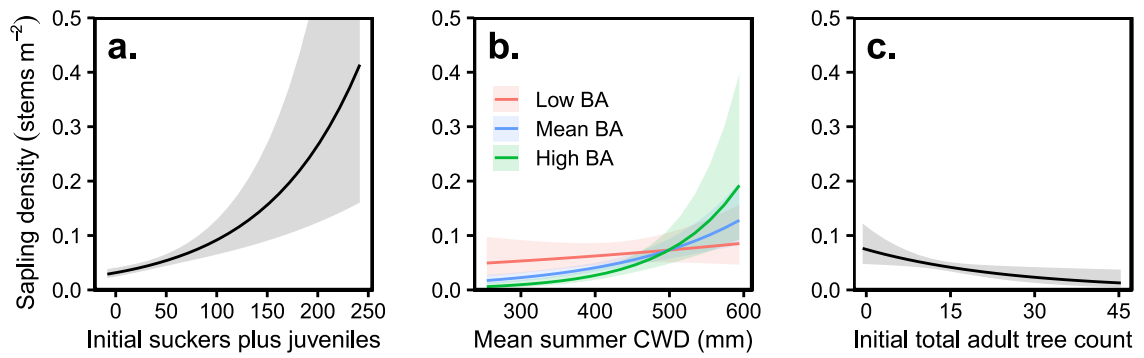 Sapling density (stems m⁻²)
0.5
0.4
0.3
0.2
0.1
0.0
a.
0 50 100 150 200 250
Initial suckers plus juveniles
0.5
0.4
0.3
0.2
0.1
0.0
b.
Low BA
Mean BA
High BA
300 400 500 600
Mean summer CWD (mm)
0.5
0.4
0.3
0.2
0.1
0.0
c.
0 15 30 45
Initial total adult tree count